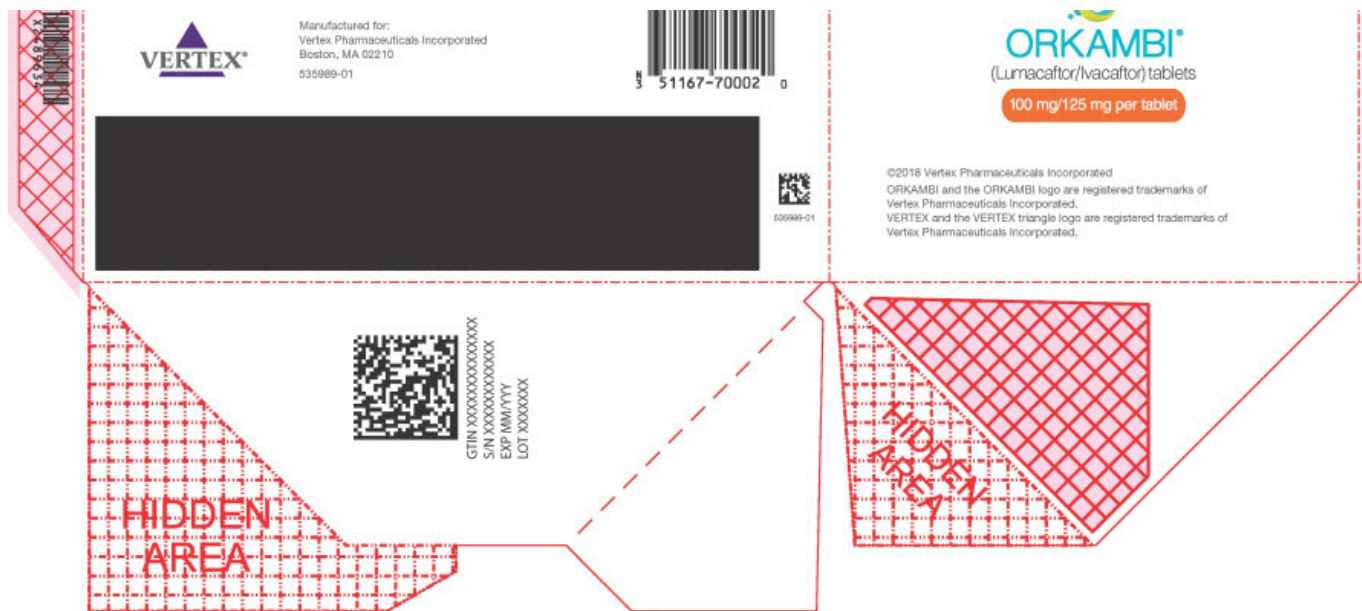 X2489634
VERTEX®
Manufactured for:
Vertex Pharmaceuticals Incorporated
Boston, MA 02210
535989-01
N
3 51167-70002 0
535989-01
ORKAMBI®
(Lumacaftor/Ivacaftor) tablets
100 mg/125 mg per tablet
©2018 Vertex Pharmaceuticals Incorporated
ORKAMBI and the ORKAMBI logo are registered trademarks of
Vertex Pharmaceuticals Incorporated.
VERTEX and the VERTEX triangle logo are registered trademarks of
Vertex Pharmaceuticals Incorporated.
GTIN XXXXXXXXXXXXXX
S/N XXXXXXXXXXXX
EXP MM/YYY
LOT XXXXXXX
HIDDEN
AREA
HIDDEN
AREA